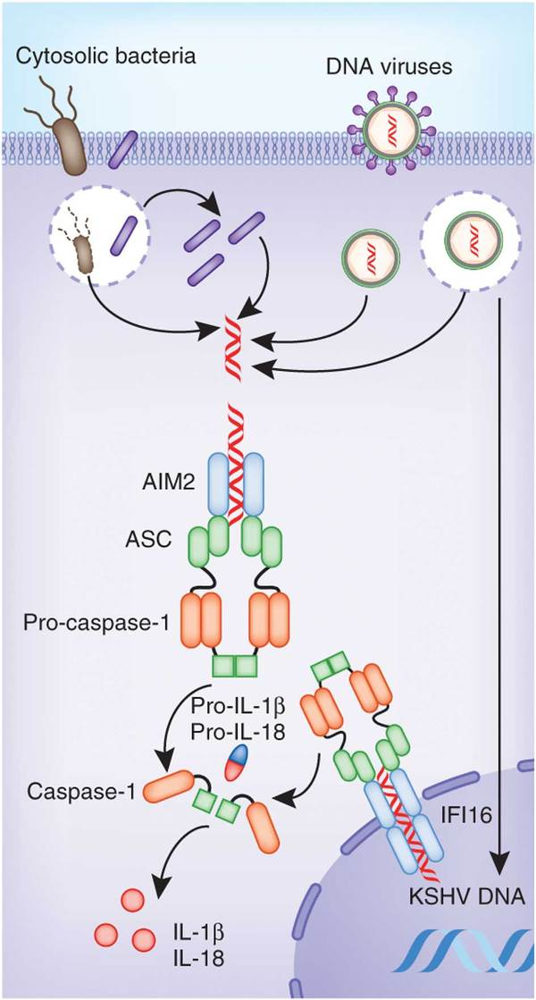 Cytosolic bacteria
DNA viruses
AIM2
ASC
Pro-caspase-1
Pro-IL-1β
Pro-IL-18
Caspase-1
IFI16
KSHV DNA
IL-1β
IL-18